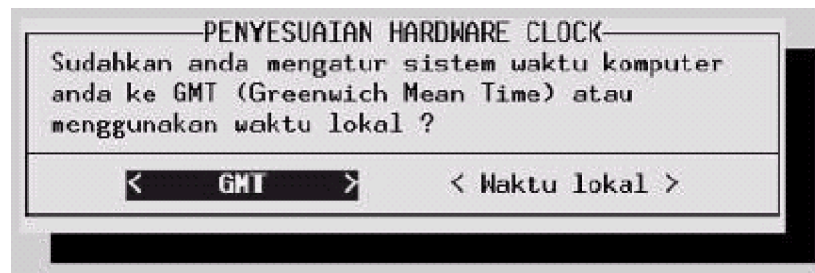 PENYESUAIAN HARDWARE CLOCK
Sudahkan anda mengatur sistem waktu komputer
anda ke GMT (Greenwich Mean Time) atau
menggunakan waktu lokal ?
< GMT > < Waktu lokal >